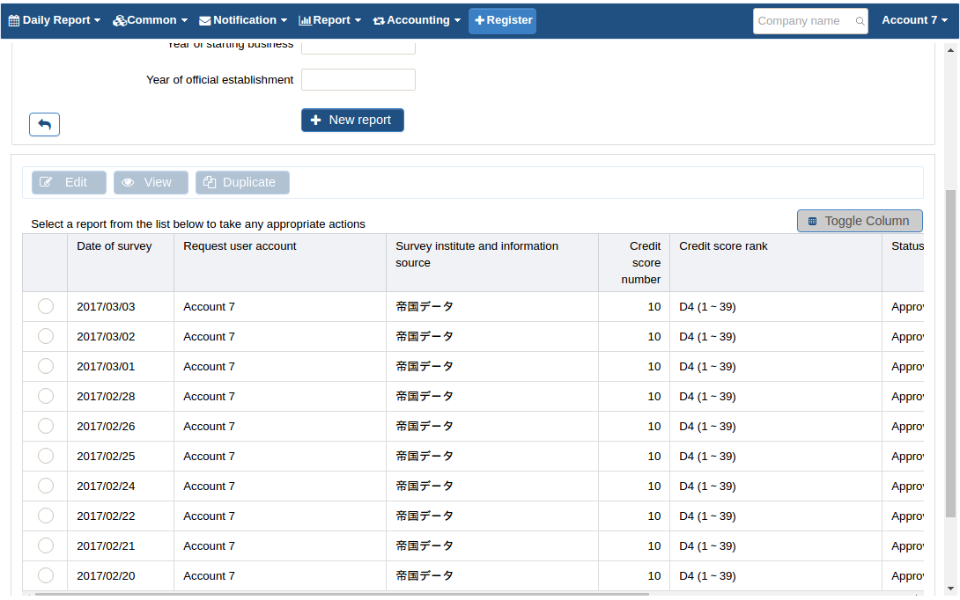 Daily Report Common Notification Report Accounting Register Company name Account 7
Year of starting business
Year of official establishment
New report
Edit View Duplicate
Select a report from the list below to take any appropriate actions Toggle Column
Date of survey Request user account Survey institute and information source Credit score number Credit score rank Status
2017/03/03 Account 7 帝国データ 10 D4 (1 ~ 39)
2017/03/02 Account 7 帝国データ 10 D4 (1 ~ 39)
2017/03/01 Account 7 帝国データ 10 D4 (1 ~ 39)
2017/02/28 Account 7 帝国データ 10 D4 (1 ~ 39)
2017/02/26 Account 7 帝国データ 10 D4 (1 ~ 39)
2017/02/25 Account 7 帝国データ 10 D4 (1 ~ 39)
2017/02/24 Account 7 帝国データ 10 D4 (1 ~ 39)
2017/02/22 Account 7 帝国データ 10 D4 (1 ~ 39)
2017/02/21 Account 7 帝国データ 10 D4 (1 ~ 39)
2017/02/20 Account 7 帝国データ 10 D4 (1 ~ 39)